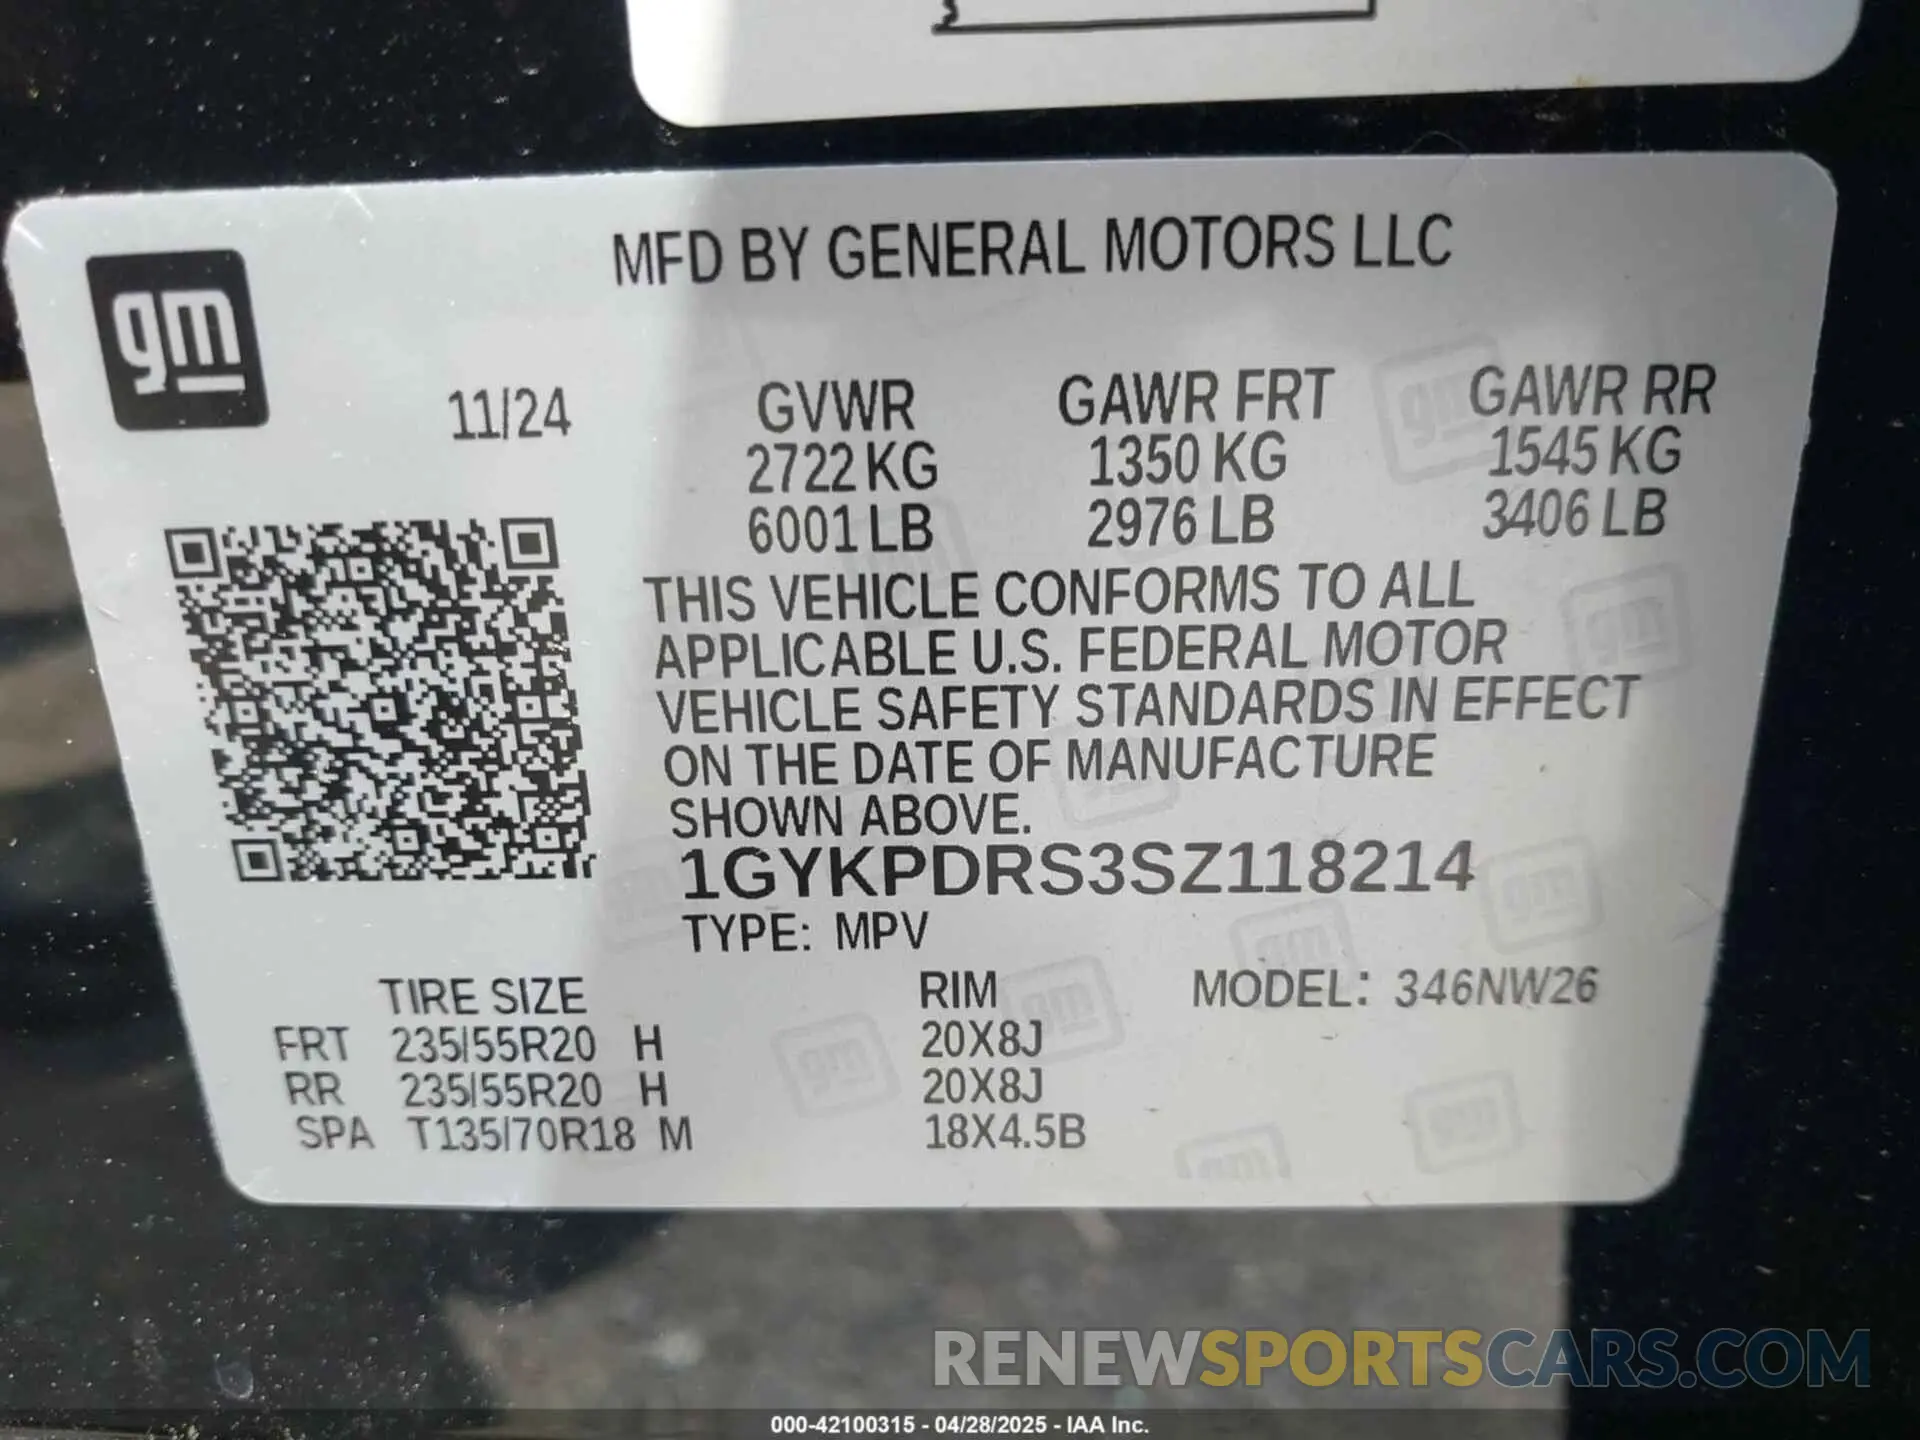 MFD BY GENERAL MOTORS LLC
gm
11/24
GVWR GAWR FRT GAWR RR
2722 KG 1350 KG 1545 KG
6001 LB 2976 LB 3406 LB
THIS VEHICLE CONFORMS TO ALL
APPLICABLE U.S. FEDERAL MOTOR
VEHICLE SAFETY STANDARDS IN EFFECT
ON THE DATE OF MANUFACTURE
SHOWN ABOVE.
1GYKPDRS3SZ118214
TYPE: MPV
TIRE SIZE RIM MODEL: 346NW26
FRT 235/55R20 H 20X8J
RR 235/55R20 H 20X8J
SPA T135/70R18 M 18X4.5B
RENEWSPORTSCARS.COM
000-42100315 - 04/28/2025 - IAA Inc.